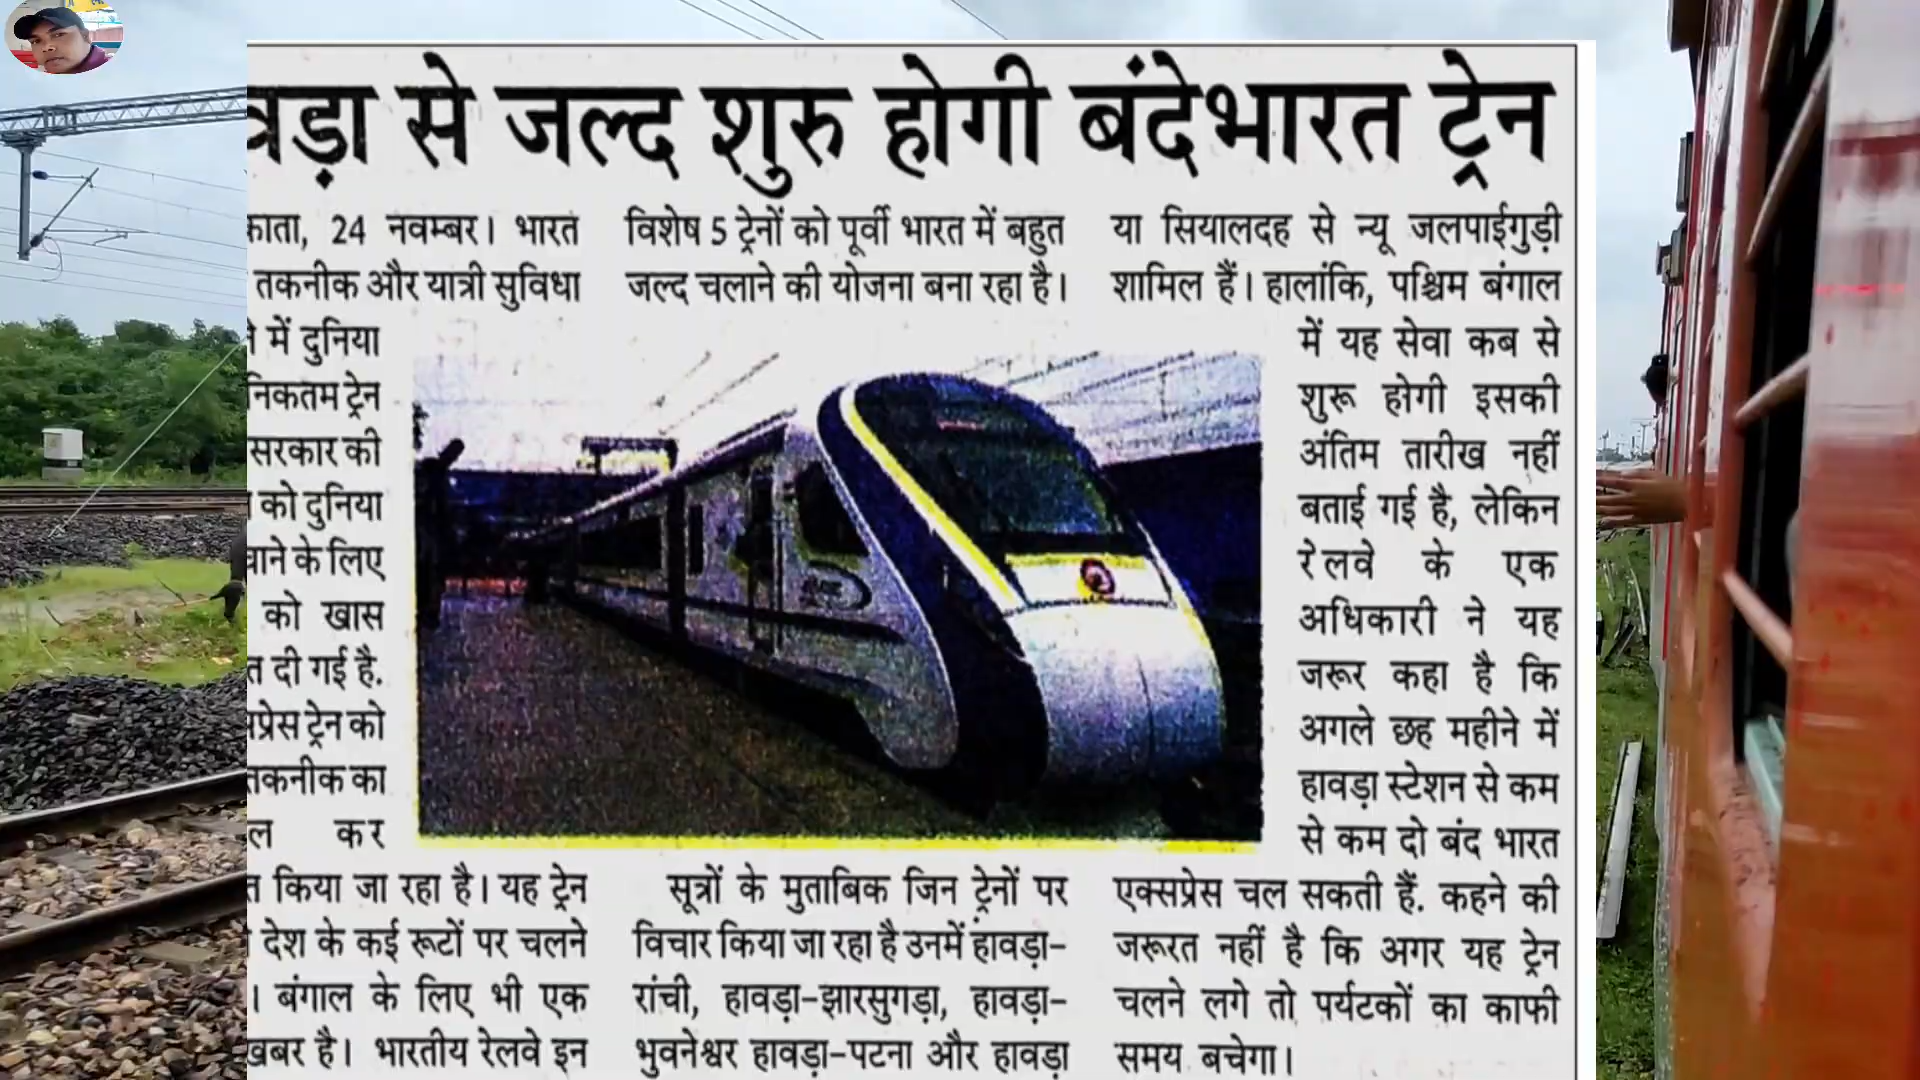 से जल्द शुरु होगी बंदेभारत ट्रेन
24 नवम्बर। भारत
तकनीक और यात्री सुविधा
में दुनिया
ट्रेन
सरकार की
को दुनिया
के लिए
को खास
दी गई है.
ट्रेन को
तकनीक का
कर
किया जा रहा है। यह ट्रेन
देश के कई रूटों पर चलने
। बंगाल के लिए भी एक
खबर है। भारतीय रेलवे इन
विशेष 5 ट्रेनों को पूर्वी भारत में बहुत
जल्द चलाने की योजना बना रहा है।
सूत्रों के मुताबिक जिन ट्रेनों पर
विचार किया जा रहा है उनमें हावड़ा-
रांची, हावड़ा-झारसुगड़ा, हावड़ा-
भुवनेश्वर हावड़ा-पटना और हावड़ा
या सियालदह से न्यू जलपाईगुड़ी
शामिल हैं। हालांकि, पश्चिम बंगाल
में यह सेवा कब से
शुरू होगी इसकी
अंतिम तारीख नहीं
बताई गई है, लेकिन
रेलवे के एक
अधिकारी ने यह
जरूर कहा है कि
अगले छह महीने में
हावड़ा स्टेशन से कम
से कम दो बंद भारत
एक्सप्रेस चल सकती हैं. कहने की
जरूरत नहीं है कि अगर यह ट्रेन
चलने लगे तो पर्यटकों का काफी
समय बचेगा।